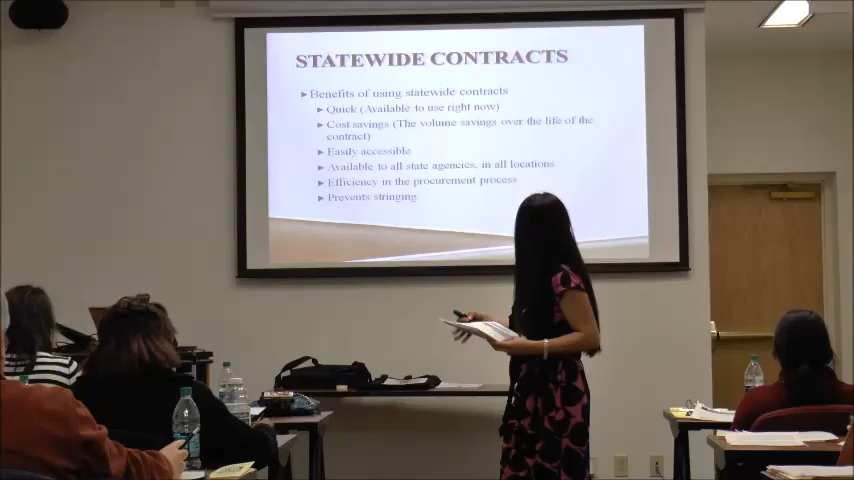 STATEWIDE CONTRACTS
Benefits of using statewide contracts
Quick (Available to use right now)
Cost savings (The volume savings over the life of the
contract)
Easily accessible
Available to all state agencies, in all locations
Efficiency in the procurement process
Prevents stringing